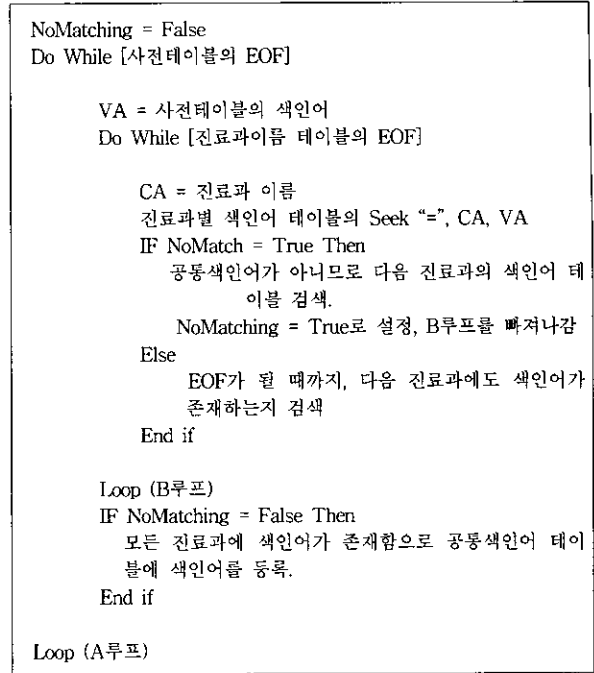 NoMatching = False
Do While [사전테이블의 EOF]
VA = 사전테이블의 색인어
Do While [진료과이름 테이블의 EOF]
CA = 진료과 이름
진료과별 색인어 테이블의 Seek “=”, CA, VA
IF NoMatch = True Then
공통색인어가 아니므로 다음 진료과의 색인어 테
이블 검색.
NoMatching = True로 설정, B루프를 빠져나감
Else
EOF가 될 때까지, 다음 진료과에도 색인어가
존재하는지 검색
End if
Loop (B루프)
IF NoMatching = False Then
모든 진료과에 색인어가 존재함으로 공통색인어 테이
블에 색인어를 등록.
End if
Loop (A루프)